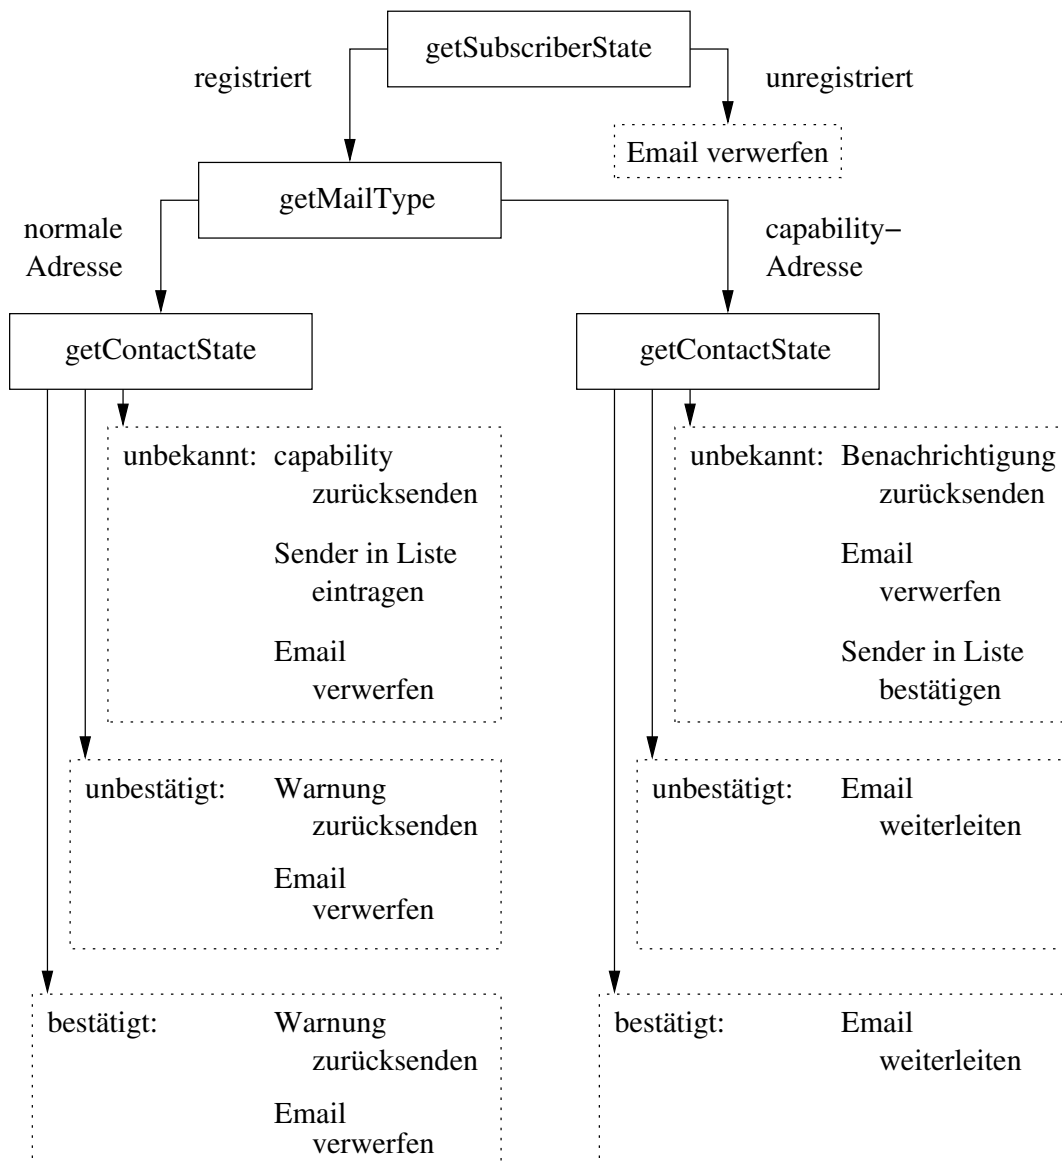 getSubscriberState
registriert
unregistriert
Email verwerfen
getMailType
normale
Adresse
capability−
Adresse
getContactState
getContactState
unbekannt: capability
zurücksenden
Sender in Liste
eintragen
Email
verwerfen
unbekannt: Benachrichtigung
zurücksenden
Email
verwerfen
Sender in Liste
bestätigen
unbestätigt: Warnung
zurücksenden
Email
verwerfen
unbestätigt: Email
weiterleiten
bestätigt: Warnung
zurücksenden
Email
verwerfen
bestätigt: Email
weiterleiten